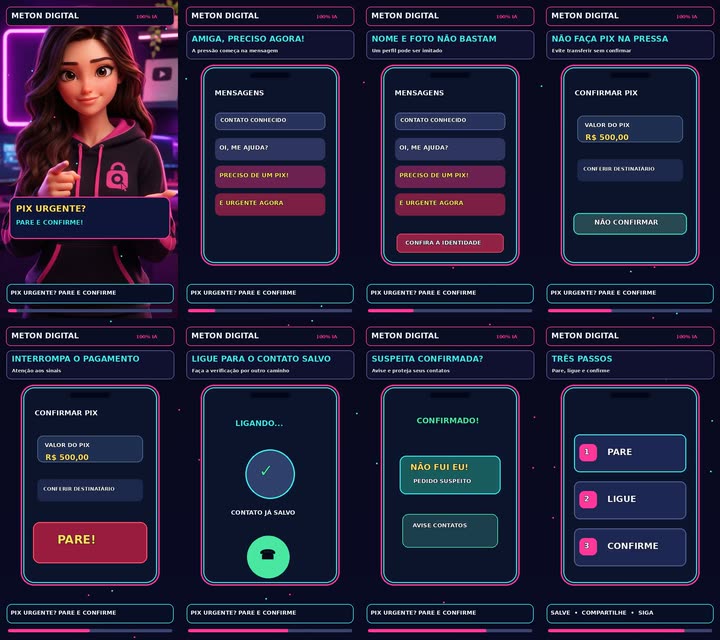 METON DIGITAL
100% IA
PIX URGENTE?
PARE E CONFIRME!
PIX URGENTE? PARE E CONFIRME
METON DIGITAL
100% IA
AMIGA, PRECISO AGORA!
A pressão começa na mensagem
MENSAGENS
CONTATO CONHECIDO
OI, ME AJUDA?
PRECISO DE UM PIX!
E URGENTE AGORA
PIX URGENTE? PARE E CONFIRME
METON DIGITAL
100% IA
NOME E FOTO NÃO BASTAM
Um perfil pode ser imitado
MENSAGENS
CONTATO CONHECIDO
OI, ME AJUDA?
PRECISO DE UM PIX!
E URGENTE AGORA
CONFIRA A IDENTIDADE
PIX URGENTE? PARE E CONFIRME
METON DIGITAL
100% IA
NÃO FAÇA PIX NA PRESSA
Evite transferir sem confirmar
CONFIRMAR PIX
VALOR DO PIX
R$ 500,00
CONFERIR DESTINATÁRIO
NÃO CONFIRMAR
PIX URGENTE? PARE E CONFIRME
METON DIGITAL
100% IA
INTERROMPA O PAGAMENTO
Atenção aos sinais
CONFIRMAR PIX
VALOR DO PIX
R$ 500,00
CONFERIR DESTINATÁRIO
PARE!
PIX URGENTE? PARE E CONFIRME
METON DIGITAL
100% IA
LIGUE PARA O CONTATO SALVO
Faça a verificação por outro caminho
LIGANDO...
CONTATO JA SALVO
PIX URGENTE? PARE E CONFIRME
METON DIGITAL
100% IA
SUSPEITA CONFIRMADA?
Avise e proteja seus contatos
CONFIRMADO!
NÃO FUI EU!
PEDIDO SUSPEITO
AVISE CONTATOS
PIX URGENTE? PARE E CONFIRME
METON DIGITAL
100% IA
TRÊS PASSOS
Pare, ligue e confirme
1 PARE
2 LIGUE
3 CONFIRME
SALVE • COMPARTILHE • SIGA